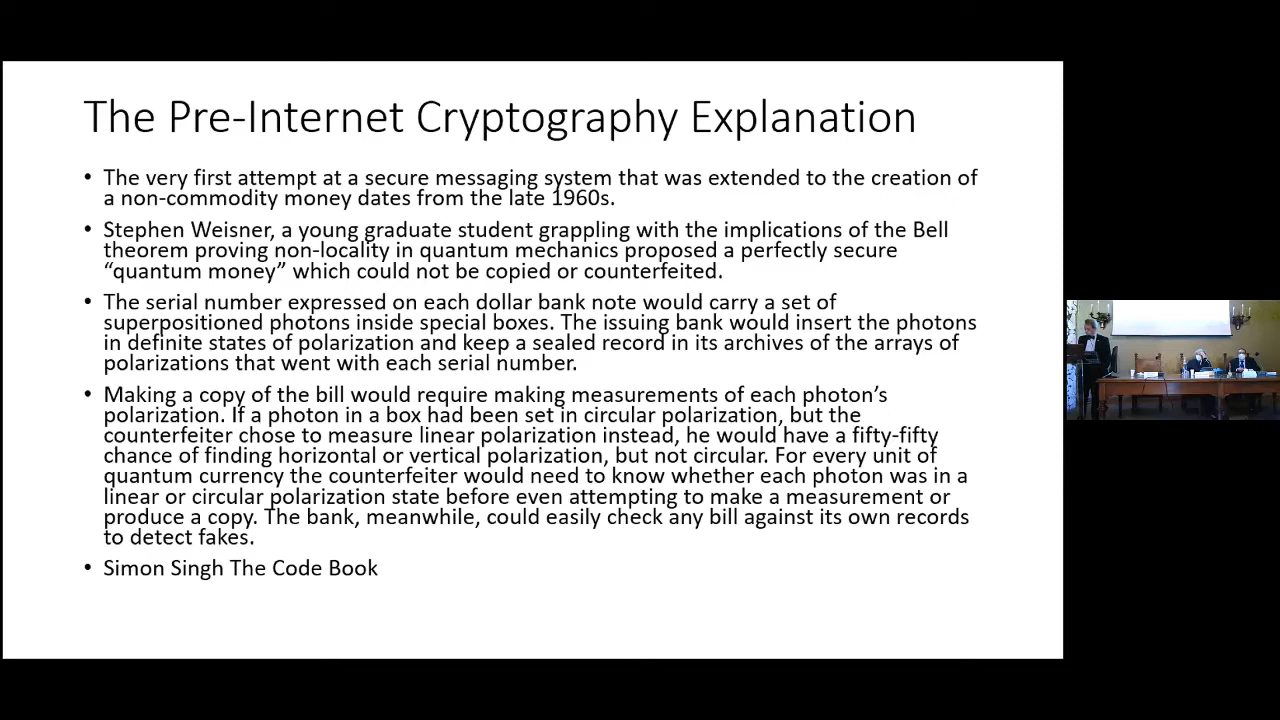 The Pre-Internet Cryptography Explanation
• The very first attempt at a secure messaging system that was extended to the creation of
a non-commodity money dates from the late 1960s.
• Stephen Weisner, a young graduate student grappling with the implications of the Bell
theorem proving non-locality in quantum mechanics proposed a perfectly secure
“quantum money” which could not be copied or counterfeited.
• The serial number expressed on each dollar bank note would carry a set of
superpositioned photons inside special boxes. The issuing bank would insert the photons
in definite states of polarization and keep a sealed record in its archives of the arrays of
polarizations that went with each serial number.
• Making a copy of the bill would require making measurements of each photon’s
polarization. If a photon in a box had been set in circular polarization, but the
counterfeiter chose to measure linear polarization instead, he would have a fifty-fifty
chance of finding horizontal or vertical polarization, but not circular. For every unit of
quantum currency the counterfeiter would need to know whether each photon was in a
linear or circular polarization state before even attempting to make a measurement or
produce a copy. The bank, meanwhile, could easily check any bill against its own records
to detect fakes.
• Simon Singh The Code Book